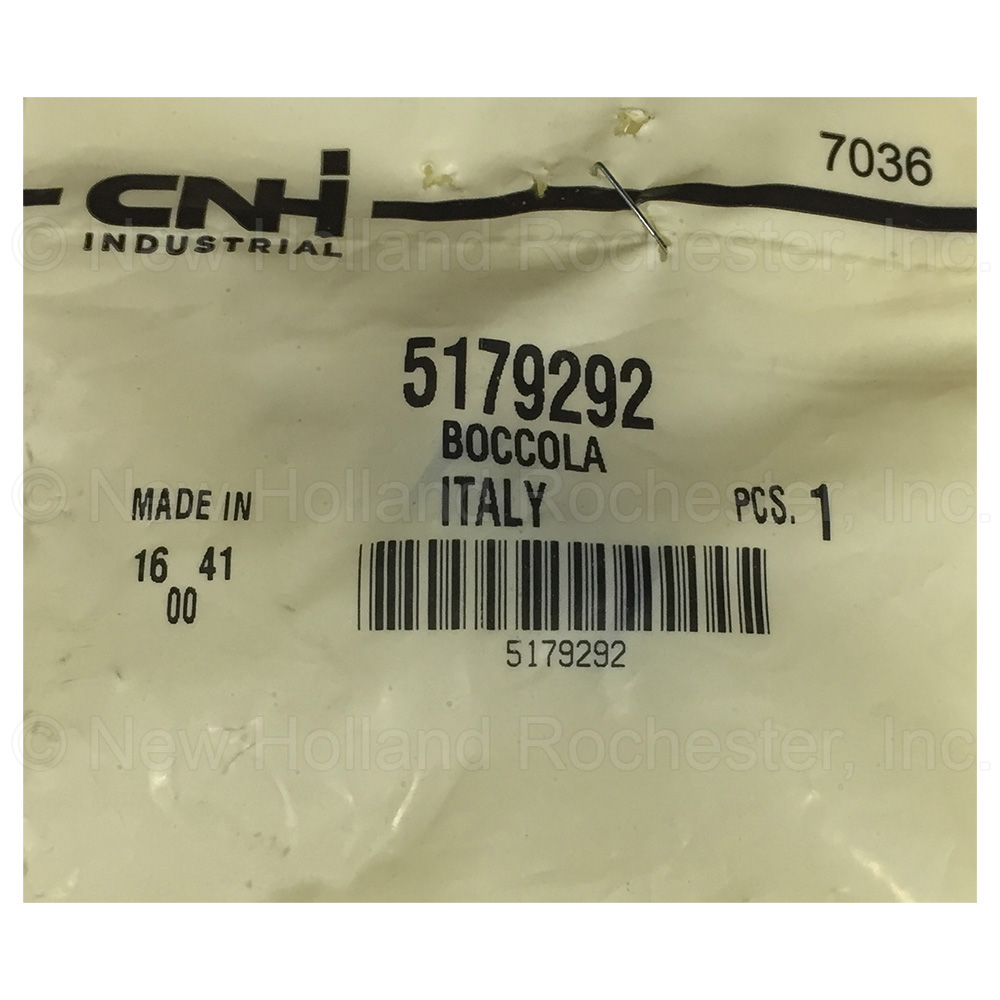 7036
CNH
INDUSTRIAL
© New Holland Rochester, Inc.
5179292
BOCCOLA
© New Holland Rochester, Inc.
MADE IN ITALY PCS. 1
16 41
00
5179292
© New Holland Rochester, Inc.